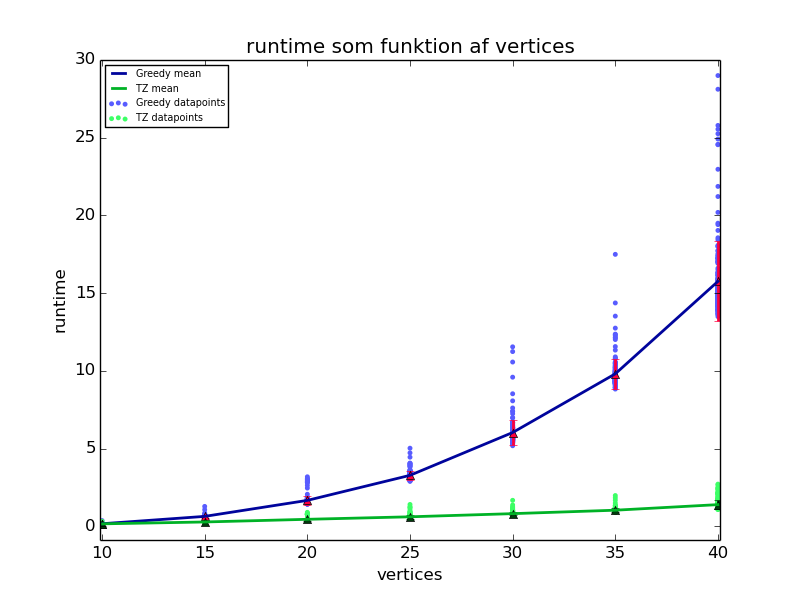 runtime som funktion af vertices
30
Greedy mean
TZ mean
Greedy datapoints
TZ datapoints
25
20
15
10
5
0
runtime
10 15 20 25 30 35 40
vertices